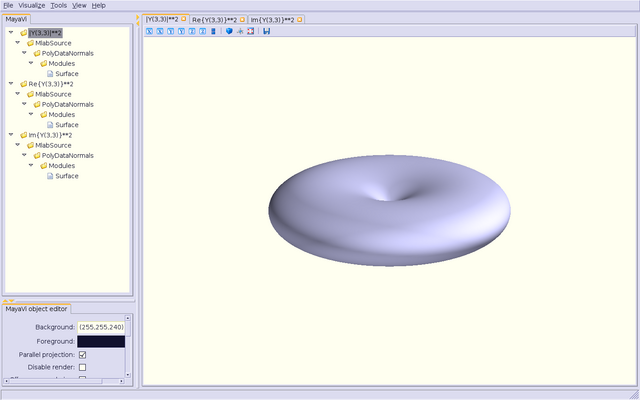 File Visualize Tools View Help
MayaVi
|Y(3,3)|**2
MlabSource
PolyDataNormals
Modules
Surface
Re{Y(3,3)}**2
MlabSource
PolyDataNormals
Modules
Surface
Im{Y(3,3)}**2
MlabSource
PolyDataNormals
Modules
Surface
|Y(3,3)|**2 Re{Y(3,3)}**2 Im{Y(3,3)}**2
X X Y Y Z Z
MayaVi object editor
Background: (255,255,240)
Foreground:
Parallel projection:
Disable render: